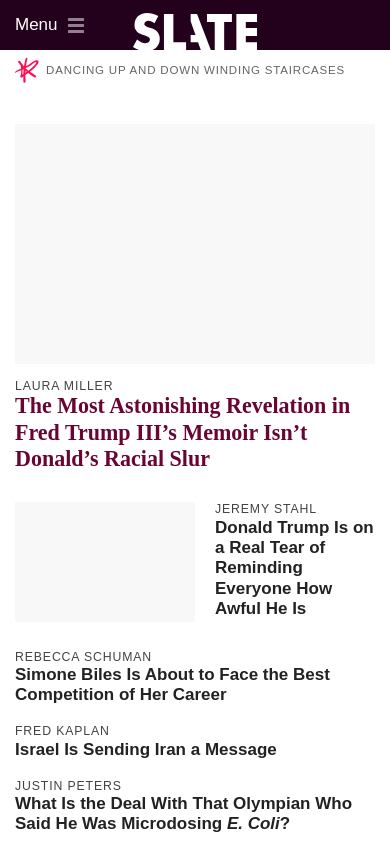 Menu
SLATE
DANCING UP AND DOWN WINDING STAIRCASES
LAURA MILLER
The Most Astonishing Revelation in
Fred Trump III’s Memoir Isn’t
Donald’s Racial Slur
JEREMY STAHL
Donald Trump Is on
a Real Tear of
Reminding
Everyone How
Awful He Is
REBECCA SCHUMAN
Simone Biles Is About to Face the Best
Competition of Her Career
FRED KAPLAN
Israel Is Sending Iran a Message
JUSTIN PETERS
What Is the Deal With That Olympian Who
Said He Was Microdosing E. Coli?